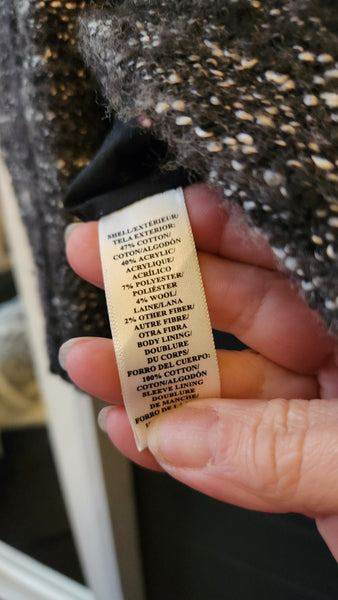 SHELL/EXTÉRIEUR/
TELA EXTERIOR:
47% COTTON/
COTON/ALGODÓN
40% ACRYLIC/
ACRYLIQUE/
ACRÍLICO
7% POLYESTER/
POLIÉSTER
4% WOOL/
LAINE/LANA
2% OTHER FIBER/
AUTRE FIBRE/
OTRA FIBRA
BODY LINING/
DOUBLURE
DU CORPS/
FORRO DEL CUERPO:
100% COTTON/
COTON/ALGODÓN
SLEEVE LINING/
DOUBLURE
DE MANCHE/
FORRO DE